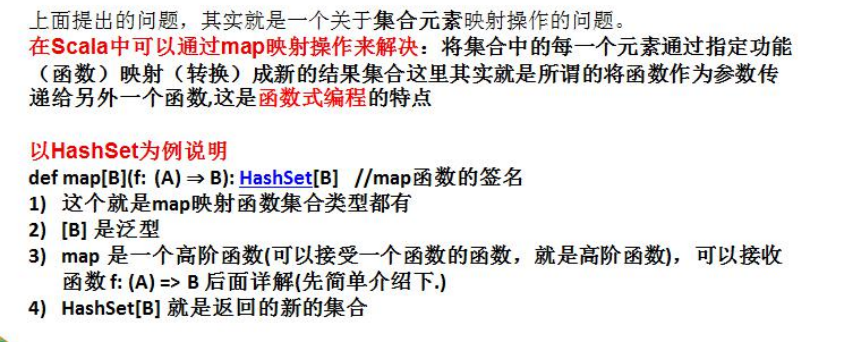 上面提出的问题，其实就是一个关于集合元素映射操作的问题。
在Scala中可以通过map映射操作来解决：将集合中的每一个元素通过指定功能
（函数）映射（转换）成新的结果集合这里其实就是所谓的将函数作为参数传
递给另外一个函数,这是函数式编程的特点
以HashSet为例说明
def map[B](f: (A) ⇒ B): HashSet[B] //map函数的签名
1) 这个就是map映射函数集合类型都有
2) [B] 是泛型
3) map 是一个高阶函数(可以接受一个函数的函数，就是高阶函数)，可以接收
函数 f: (A) => B 后面详解(先简单介绍下.)
4) HashSet[B] 就是返回的新的集合